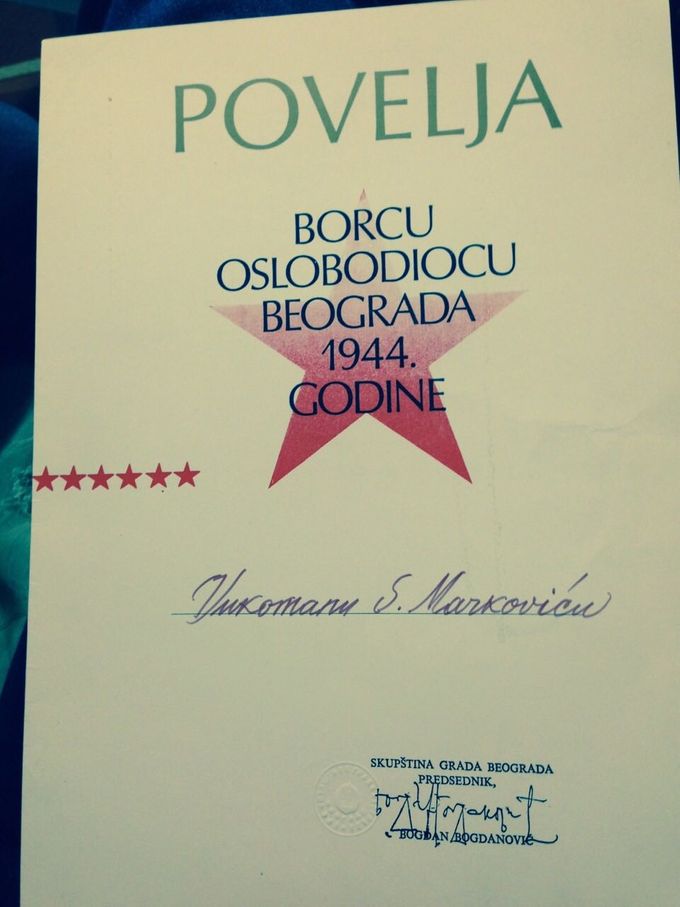 POVELJA
BORCU
OSLOBODIOCU
BEOGRADA
1944.
GODINE
Vukomanu S. Markoviću
SKUPŠTINA GRADA BEOGRADA
PREDSEDNIK,
BOGDAN BOGDANOVIĆ